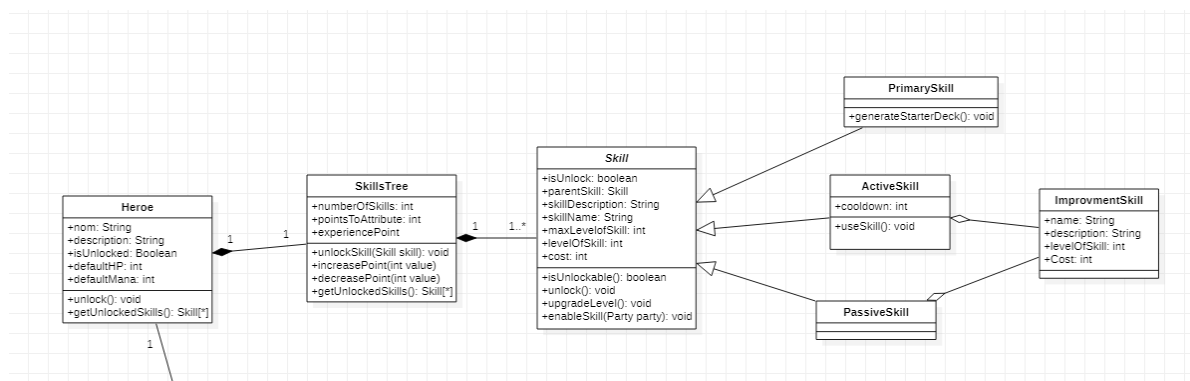 PrimarySkill
+generateStarterDeck(): void
Skill
+isUnlock: boolean
+parentSkill: Skill
+skillDescription: String
+skillName: String
+maxLevelofSkill: int
+levelOfSkill: int
+cost: int
+isUnlockable(): boolean
+unlock(): void
+upgradeLevel(): void
+enableSkill(Party party): void
SkillsTree
+numberOfSkills: int
+pointsToAttribute: int
+experiencePoint
+unlockSkill(Skill skill): void
+increasePoint(int value)
+decreasePoint(int value)
+getUnlockedSkills(): Skill[*]
ActiveSkill
+cooldown: int
+useSkill(): void
ImprovmentSkill
+name: String
+description: String
+levelOfSkill: int
+Cost: int
Heroe
+nom: String
+description: String
+isUnlocked: Boolean
+defaultHP: int
+defaultMana: int
+unlock(): void
+getUnlockedSkills(): Skill[*]
1
1
1
1..*
PassiveSkill
1